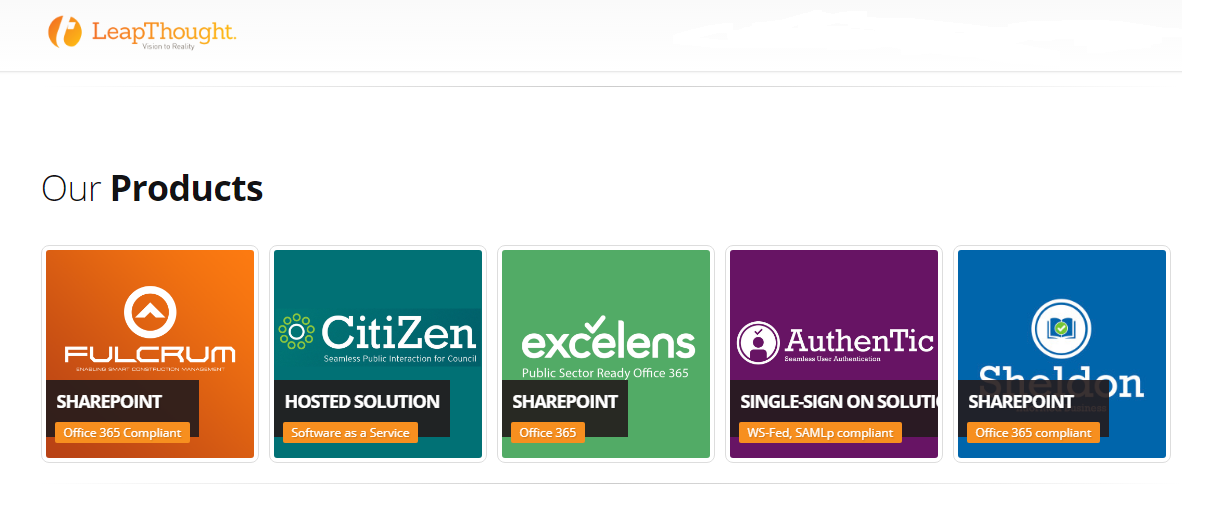 LeapThought.
Vision to Reality
Our Products
FULCRUM
ENABLING SMART CONSTRUCTION MANAGEMENT
SHAREPOINT
Office 365 Compliant
CitiZen
Seamless Public Interaction for Council
HOSTED SOLUTION
Software as a Service
excelens
Public Sector Ready Office 365
SHAREPOINT
Office 365
AuthenTic
Seamless User Authentication
SINGLE-SIGN ON SOLUTI
WS-Fed, SAMLp compliant
Sheldon
SHAREPOINT
Office 365 compliant